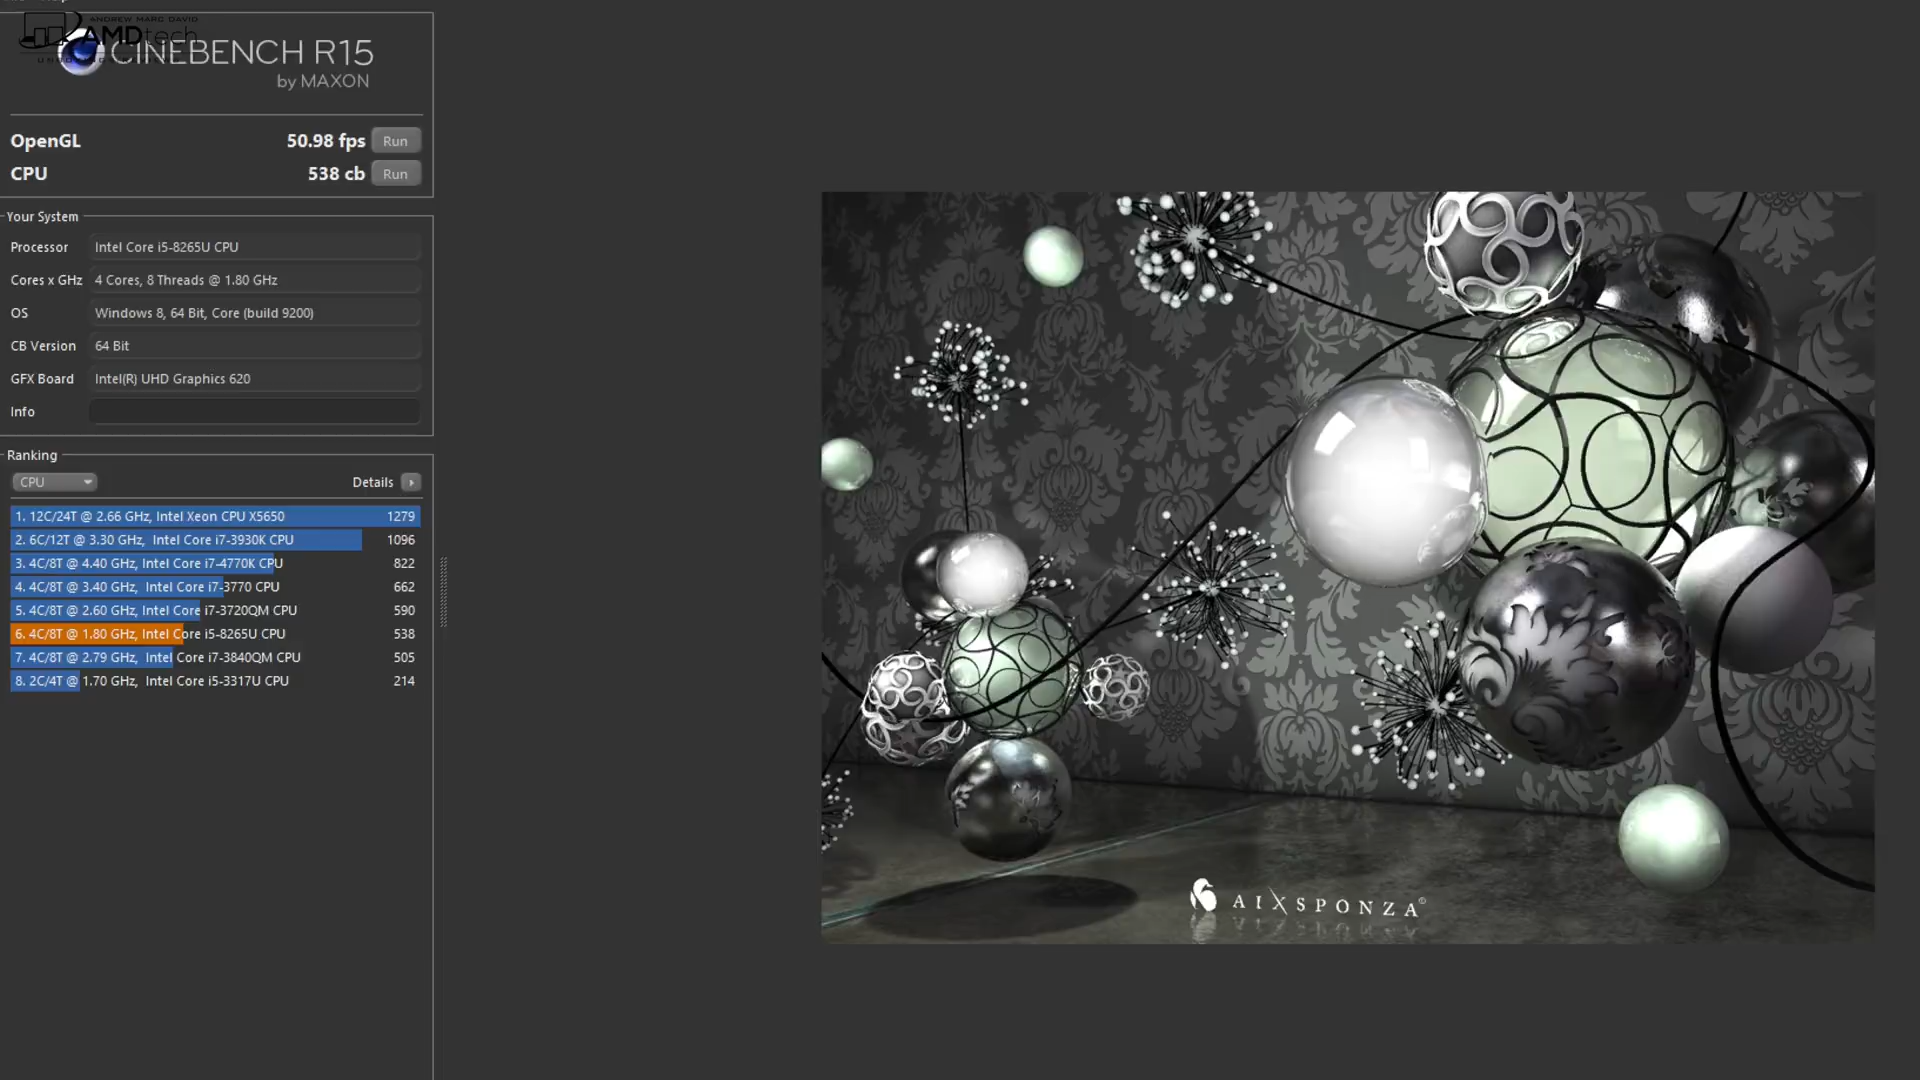 ANDREW MARC DAVID
AMDtech
CINEBENCH R15
by MAXON
OpenGL 50.98 fps Run
CPU 538 cb Run
Your System
Processor Intel Core i5-8265U CPU
Cores x GHz 4 Cores, 8 Threads @ 1.80 GHz
OS Windows 8, 64 Bit, Core (build 9200)
CB Version 64 Bit
GFX Board Intel(R) UHD Graphics 620
Info
Ranking
CPU Details
1. 12C/24T @ 2.66 GHz, Intel Xeon CPU X5650 1279
2. 6C/12T @ 3.30 GHz, Intel Core i7-3930K CPU 1096
3. 4C/8T @ 4.40 GHz, Intel Core i7-4770K CPU 822
4. 4C/8T @ 3.40 GHz, Intel Core i7-3770 CPU 662
5. 4C/8T @ 2.60 GHz, Intel Core i7-3720QM CPU 590
6. 4C/8T @ 1.80 GHz, Intel Core i5-8265U CPU 538
7. 4C/8T @ 2.79 GHz, Intel Core i7-3840QM CPU 505
8. 2C/4T @ 1.70 GHz, Intel Core i5-3317U CPU 214
AIXSPONZA©